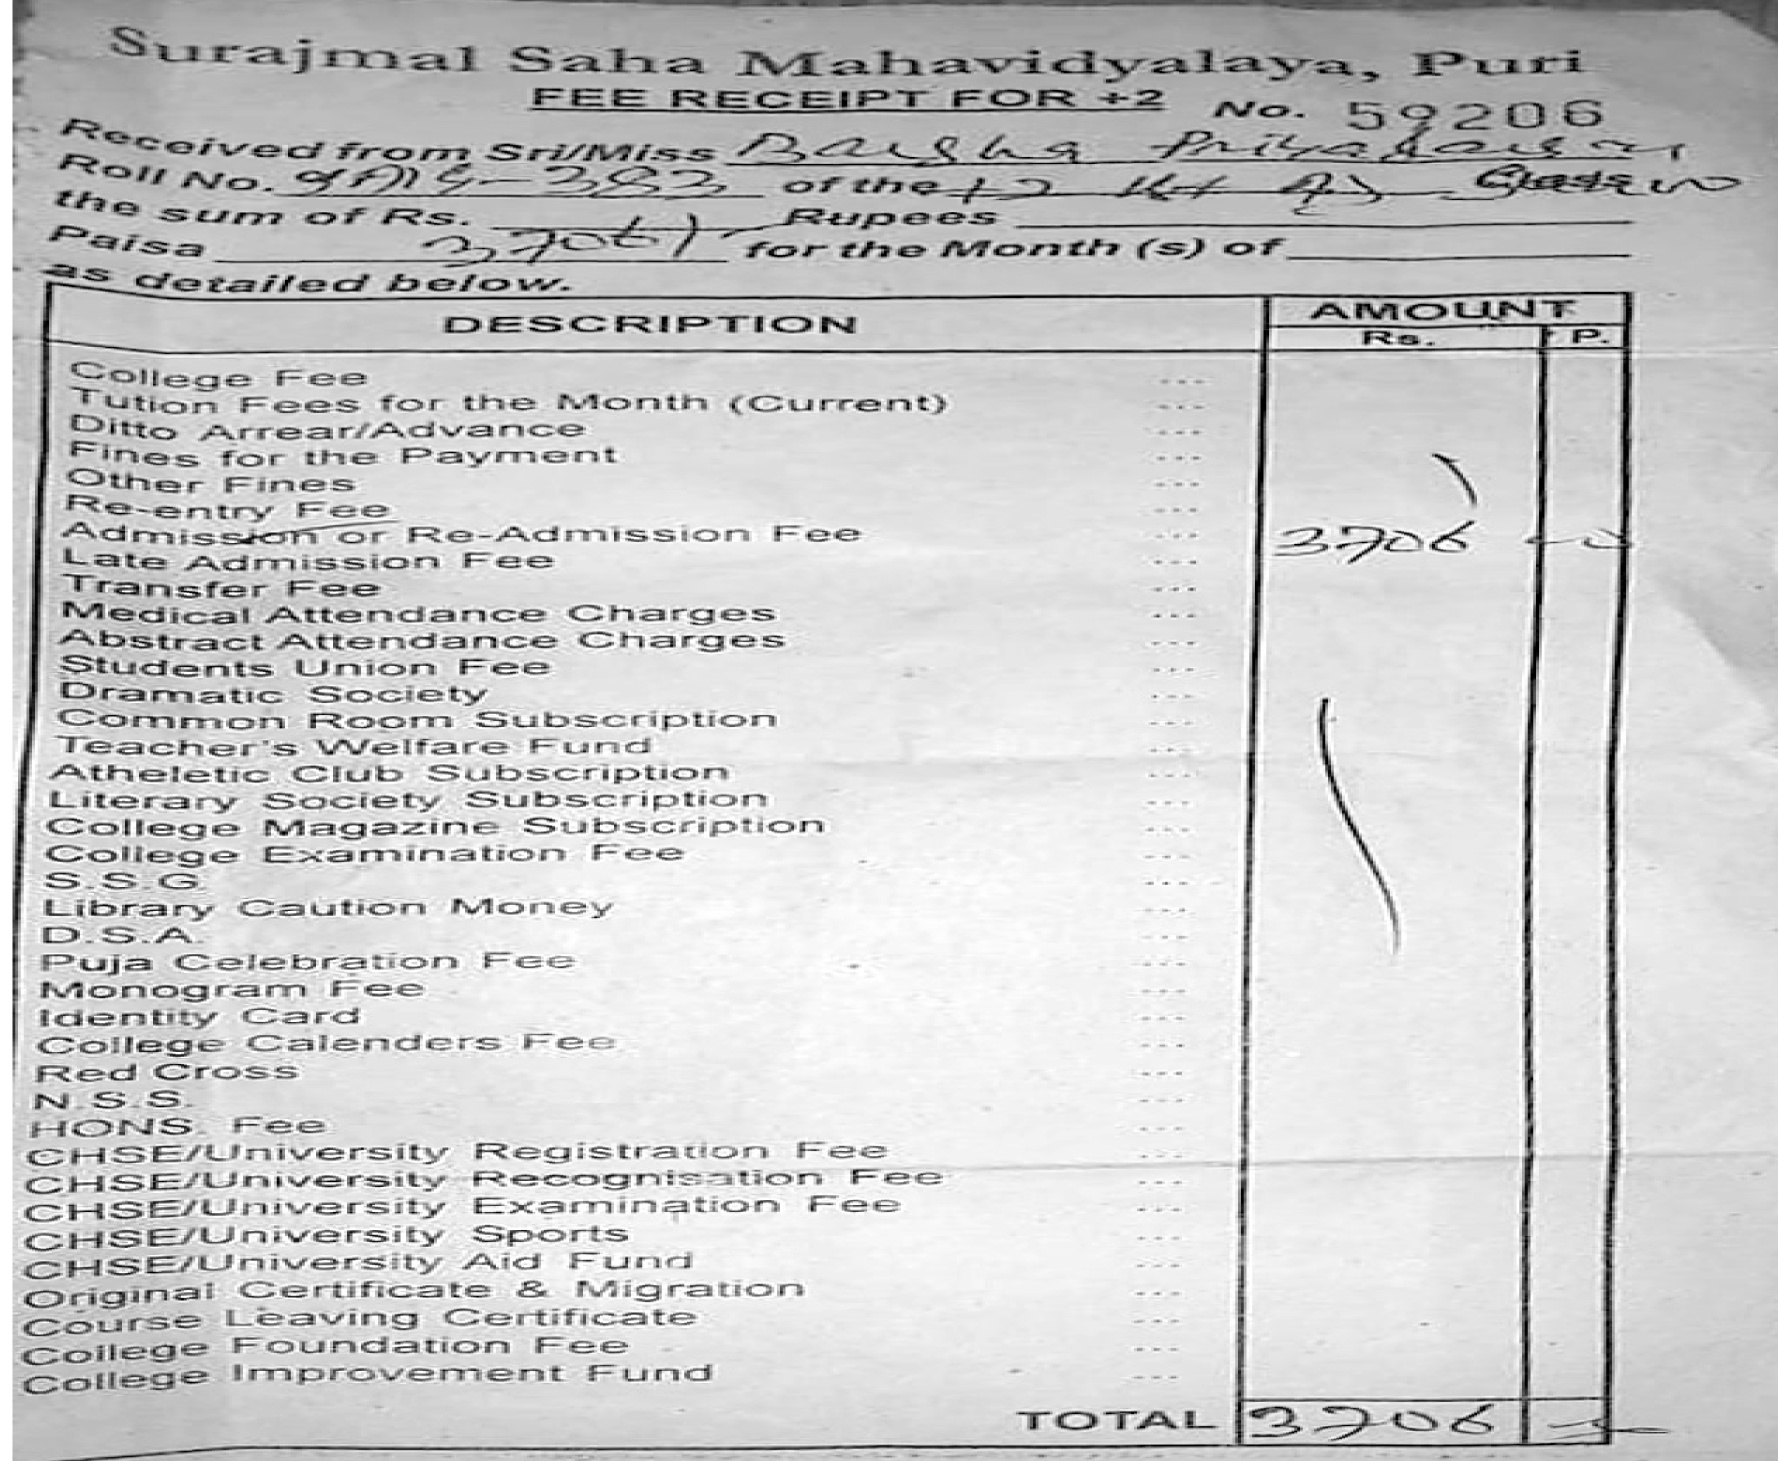 Surajmal Saha Mahavidyalaya, Puri
FEE RECEIPT FOR +2 No. 59206
Received from Sri/Miss Barsha Priyadarsani
Roll No. of the +2 Class
the sum of Rs. Rupees
Paisa 3706/ for the Month (s) of
as detailed below.
DESCRIPTION AMOUNT
Rs. P.
College Fee ...
Tution Fees for the Month (Current) ...
Ditto Arrear/Advance ...
Fines for the Payment ...
Other Fines ...
Re-entry Fee ...
Admission or Re-Admission Fee ... 3706
Late Admission Fee ...
Transfer Fee ...
Medical Attendance Charges ...
Abstract Attendance Charges ...
Students Union Fee ...
Dramatic Society ...
Common Room Subscription ...
Teacher's Welfare Fund ...
Atheletic Club Subscription ...
Literary Society Subscription ...
College Magazine Subscription ...
College Examination Fee ...
S.S.G ...
Library Caution Money ...
D.S.A. ...
Puja Celebration Fee ...
Monogram Fee ...
Identity Card ...
College Calenders Fee ...
Red Cross ...
N.S.S. ...
HONS. Fee ...
CHSE/University Registration Fee ...
CHSE/University Recognisation Fee ...
CHSE/University Examination Fee ...
CHSE/University Sports ...
CHSE/University Aid Fund ...
Original Certificate & Migration ...
Course Leaving Certificate ...
College Foundation Fee ...
College Improvement Fund ...
TOTAL 3706